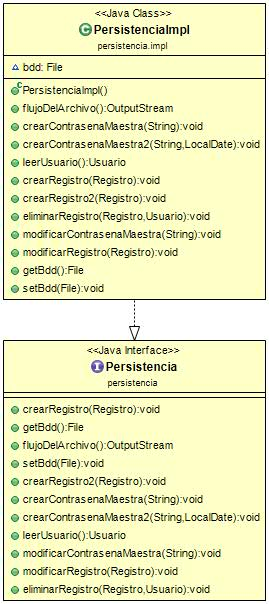 <<Java Class>>
C PersistenciaImpl
persistencia.impl
bdd: File
C PersistenciaImpl()
flujoDelArchivo():OutputStream
crearContrasenaMaestra(String):void
crearContrasenaMaestra2(String,LocalDate):void
leerUsuario():Usuario
crearRegistro(Registro):void
crearRegistro2(Registro):void
eliminarRegistro(Registro,Usuario):void
modificarContrasenaMaestra(String):void
modificarRegistro(Registro):void
getBdd():File
setBdd(File):void
<<Java Interface>>
I Persistencia
persistencia
crearRegistro(Registro):void
getBdd():File
flujoDelArchivo():OutputStream
setBdd(File):void
crearRegistro2(Registro):void
crearContrasenaMaestra(String):void
crearContrasenaMaestra2(String,LocalDate):void
leerUsuario():Usuario
modificarContrasenaMaestra(String):void
modificarRegistro(Registro):void
eliminarRegistro(Registro,Usuario):void